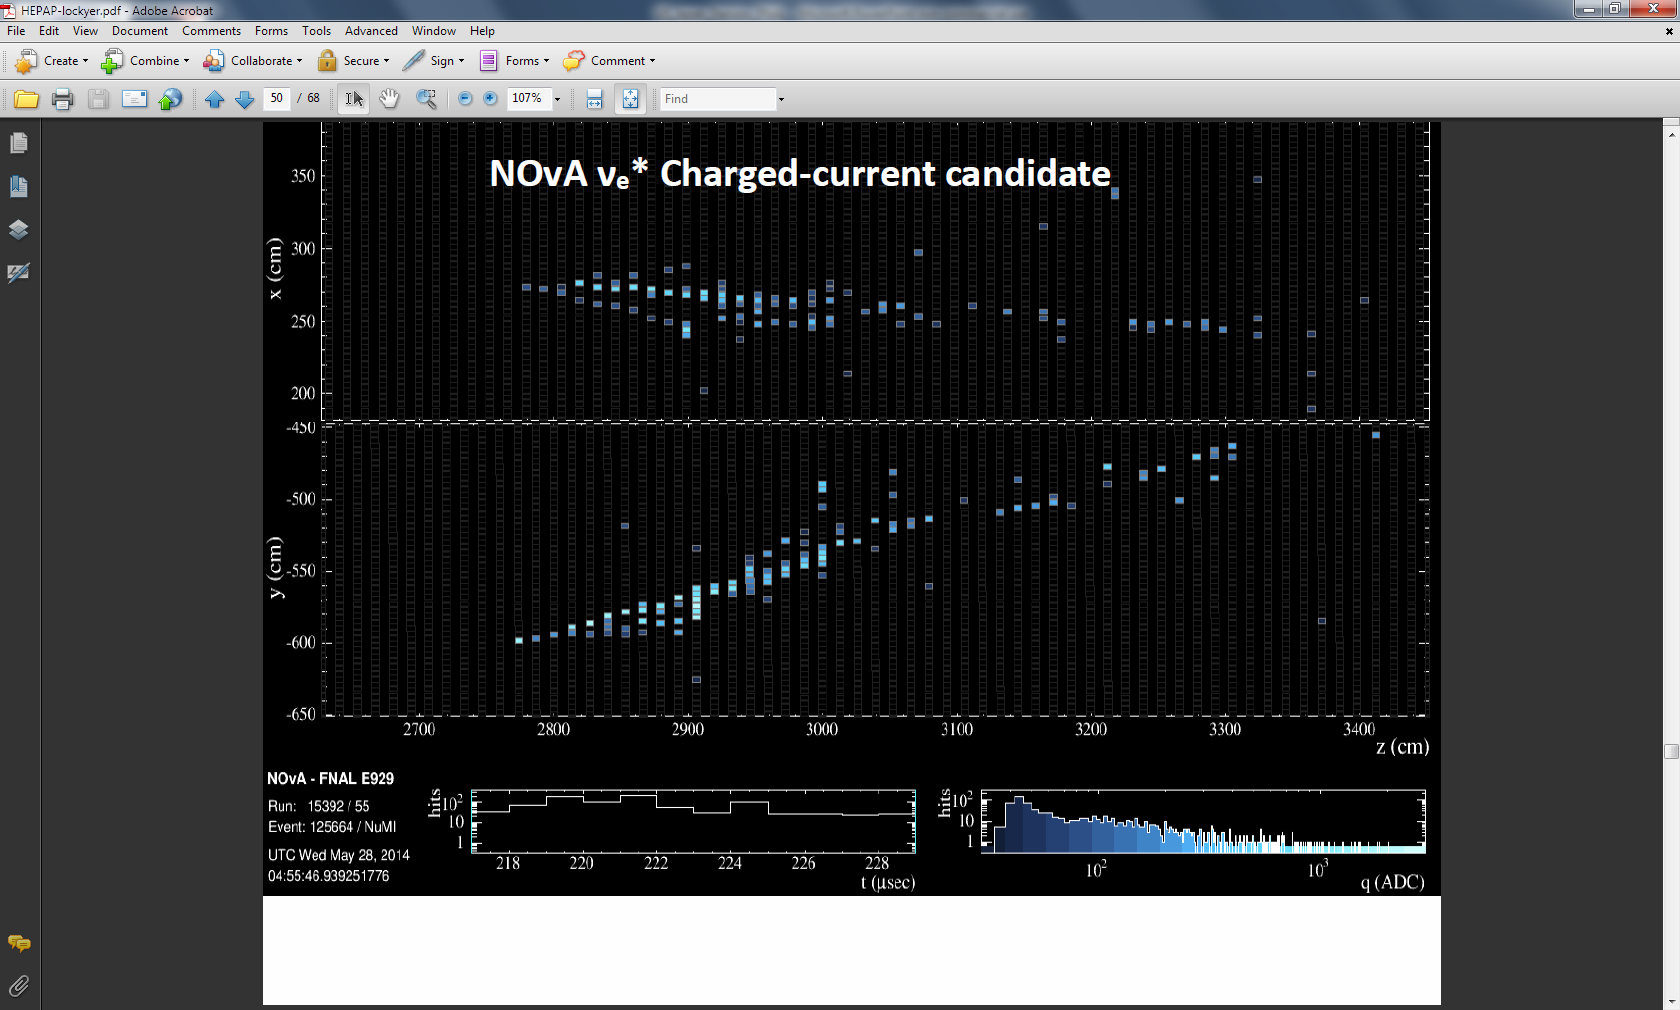 HEPAP-lockyer.pdf - Adobe Acrobat
File Edit View Document Comments Forms Tools Advanced Window Help
Create Combine Collaborate Secure Sign Forms Comment
50 / 68 107% Find
NOvA νₑ* Charged-current candidate
x (cm)
350
300
250
200
y (cm)
-450
-500
-550
-600
-650
2700 2800 2900 3000 3100 3200 3300 3400
z (cm)
NOvA - FNAL E929
Run: 15392 / 55
Event: 125664 / NuMI
UTC Wed May 28, 2014
04:55:46.939251776
hits
10²
10
1
218 220 222 224 226 228
t (μsec)
hits
10²
10
1
10² 10³
q (ADC)